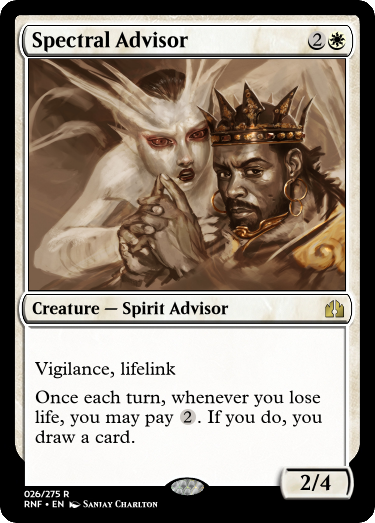 Spectral Advisor 2
Creature — Spirit Advisor
Vigilance, lifelink
Once each turn, whenever you lose
life, you may pay 2. If you do, you
draw a card.
2/4
026/275 R
RNF • EN Sanjay Charlton